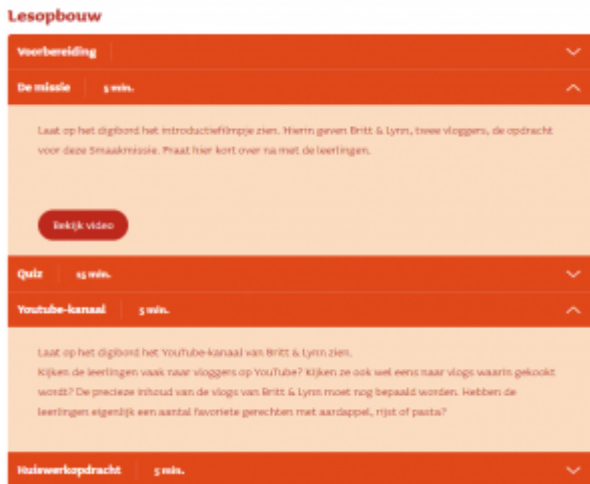 Lesopbouw
Voorbereiding
De missie 5 min.
Laat op het digibord het introductiefilmpje zien. Hierin geven Britt & Lynn, twee vloggers, de opdracht
voor deze Smaakmissie. Praat hier kort over na met de leerlingen.
Bekijk video
Quiz 15 min.
Youtube-kanaal 5 min.
Laat op het digibord het YouTube-kanaal van Britt & Lynn zien.
Kijken de leerlingen vaak naar vloggers op YouTube? Kijken ze ook wel eens naar vlogs waarin gekookt
wordt? De precieze inhoud van de vlogs van Britt & Lynn moet nog bepaald worden. Hebben de
leerlingen eigenlijk een aantal favoriete gerechten met aardappel, rijst of pasta?
Huiswerkopdracht 5 min.